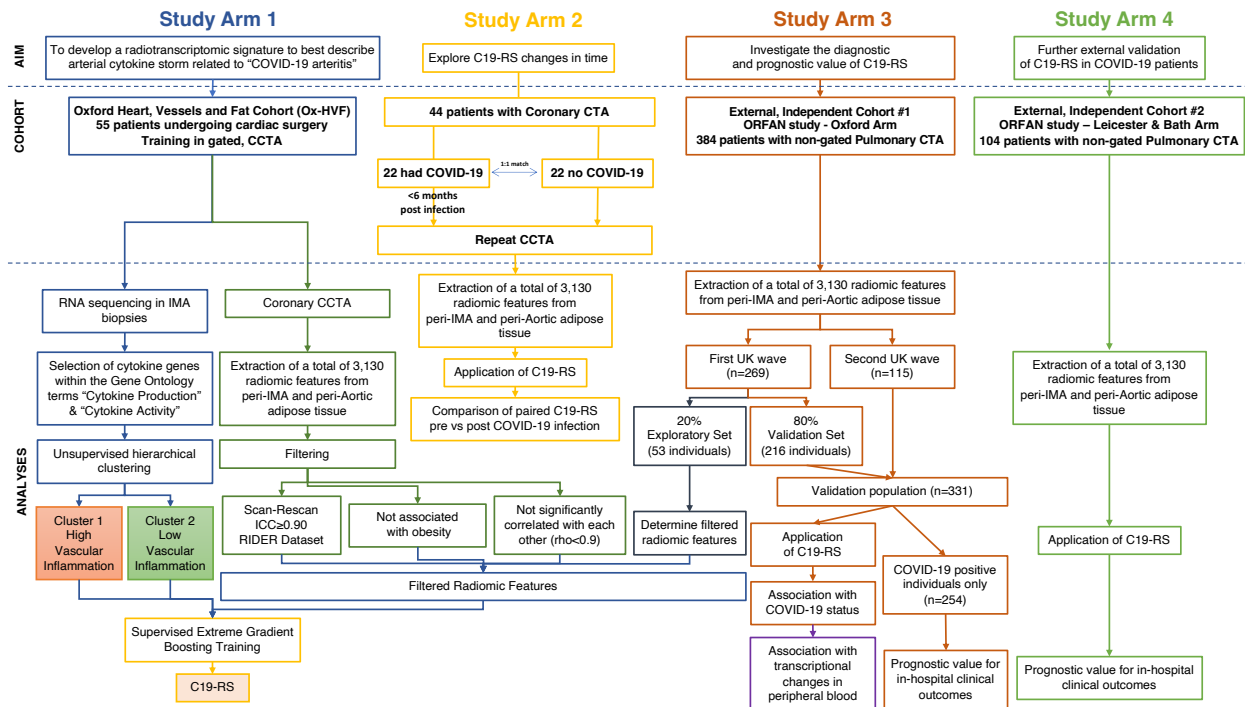 Study Arm 1
Study Arm 2
Study Arm 3
Study Arm 4
AIM
To develop a radiotranscriptomic signature to best describe
arterial cytokine storm related to “COVID-19 arteritis”
Explore C19-RS changes in time
Investigate the diagnostic
and prognostic value of C19-RS
Further external validation
of C19-RS in COVID-19 patients
COHORT
Oxford Heart, Vessels and Fat Cohort (Ox-HVF)
55 patients undergoing cardiac surgery
Training in gated, CCTA
44 patients with Coronary CTA
22 had COVID-19
1:1 match
22 no COVID-19
<6 months
post infection
Repeat CCTA
External, Independent Cohort #1
ORFAN study - Oxford Arm
384 patients with non-gated Pulmonary CTA
External, Independent Cohort #2
ORFAN study – Leicester & Bath Arm
104 patients with non-gated Pulmonary CTA
ANALYSES
RNA sequencing in IMA
biopsies
Selection of cytokine genes
within the Gene Ontology
terms “Cytokine Production”
& “Cytokine Activity”
Unsupervised hierarchical
clustering
Cluster 1
High
Vascular
Inflammation
Cluster 2
Low
Vascular
Inflammation
Coronary CCTA
Extraction of a total of 3,130
radiomic features from
peri-IMA and peri-Aortic
adipose tissue
Filtering
Scan-Rescan
ICC≥0.90
RIDER Dataset
Not associated
with obesity
Not significantly
correlated with each
other (rho<0.9)
Filtered Radiomic Features
Supervised Extreme Gradient
Boosting Training
C19-RS
Extraction of a total of 3,130
radiomic features from
peri-IMA and peri-Aortic adipose
tissue
Application of C19-RS
Comparison of paired C19-RS
pre vs post COVID-19 infection
Extraction of a total of 3,130 radiomic features
from peri-IMA and peri-Aortic adipose tissue
First UK wave
(n=269)
Second UK wave
(n=115)
20%
Exploratory Set
(53 individuals)
80%
Validation Set
(216 individuals)
Determine filtered
radiomic features
Validation population (n=331)
Application
of C19-RS
Association with
COVID-19 status
Association with
transcriptional
changes in
peripheral blood
COVID-19 positive
individuals only
(n=254)
Prognostic value for
in-hospital clinical
outcomes
Extraction of a total of 3,130
radiomic features from
peri-IMA and peri-Aortic adipose
tissue
Application of C19-RS
Prognostic value for in-hospital
clinical outcomes